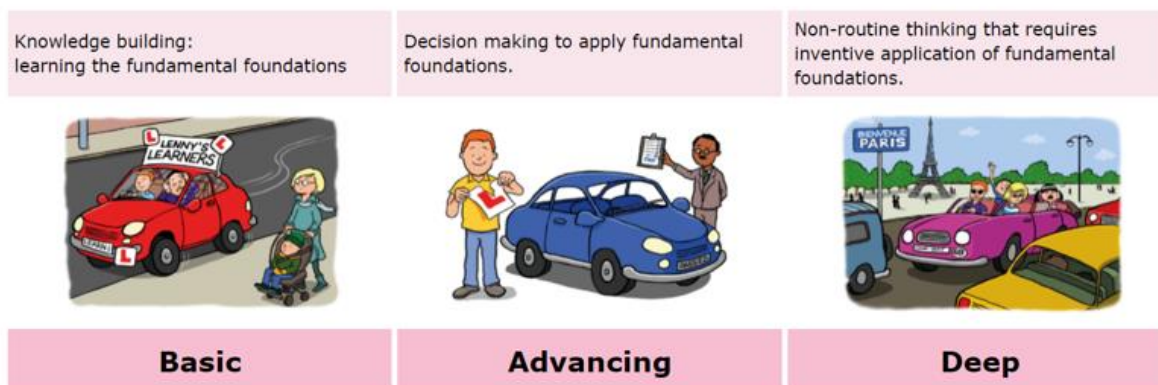 Knowledge building:
learning the fundamental foundations
Decision making to apply fundamental
foundations.
Non-routine thinking that requires
inventive application of fundamental
foundations.
L
L
LENNY'S
LEARNERS
L
L
BIENVENUE
PARIS
Basic
Advancing
Deep